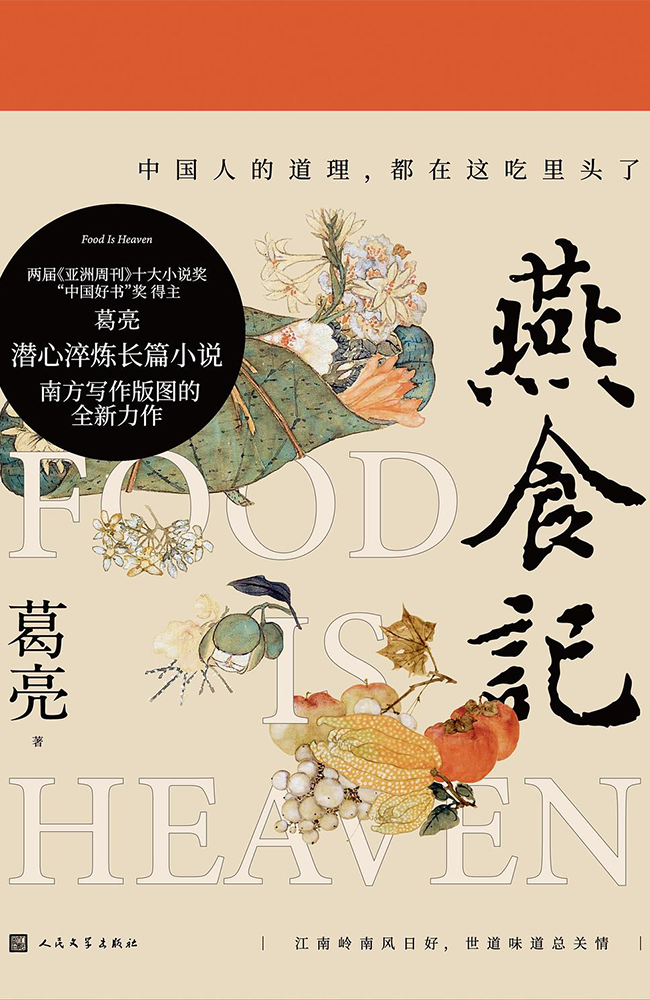 中国人的道理，都在这吃里头了
Food Is Heaven
两届《亚洲周刊》十大小说奖
“中国好书”奖 得主
葛亮
潜心淬炼长篇小说
南方写作版图的
全新力作
燕食記
FOOD
IS
HEAVEN
葛亮
著
人民文学出版社
江南岭南风日好，世道味道总关情